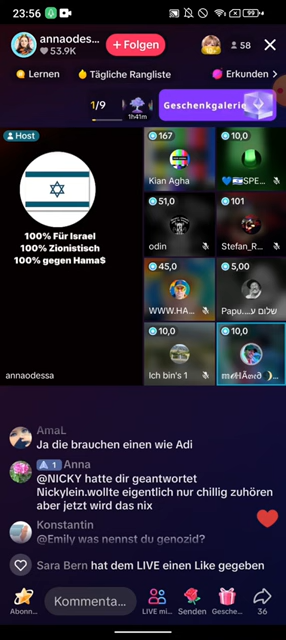 23:56
99+
annaodes...
53.9K
+ Folgen
58
Lernen
Tägliche Rangliste
Erkunden
1/9
1h41m
Geschenkgalerie
Host
167
10,0
100% Für Israel
100% Zionistisch
100% gegen Hama$
Kian Agha
SPE...
51,0
101
odin
Stefan_R...
45,0
5,00
WWW.HA...
Papu....שלום ע
10,0
10,0
annaodessa
Ich bin's 1
AmaL
Ja die brauchen einen wie Adi
1 Anna
@NICKY hatte dir geantwortet
Nickylein.wollte eigentlich nur chillig zuhören
aber jetzt wird das nix
Konstantin
@Emily was nennst du genozid?
Sara Bern hat dem LIVE einen Like gegeben
Abonn...
Kommenta...
LIVE mi...
Senden
Gesche...
36